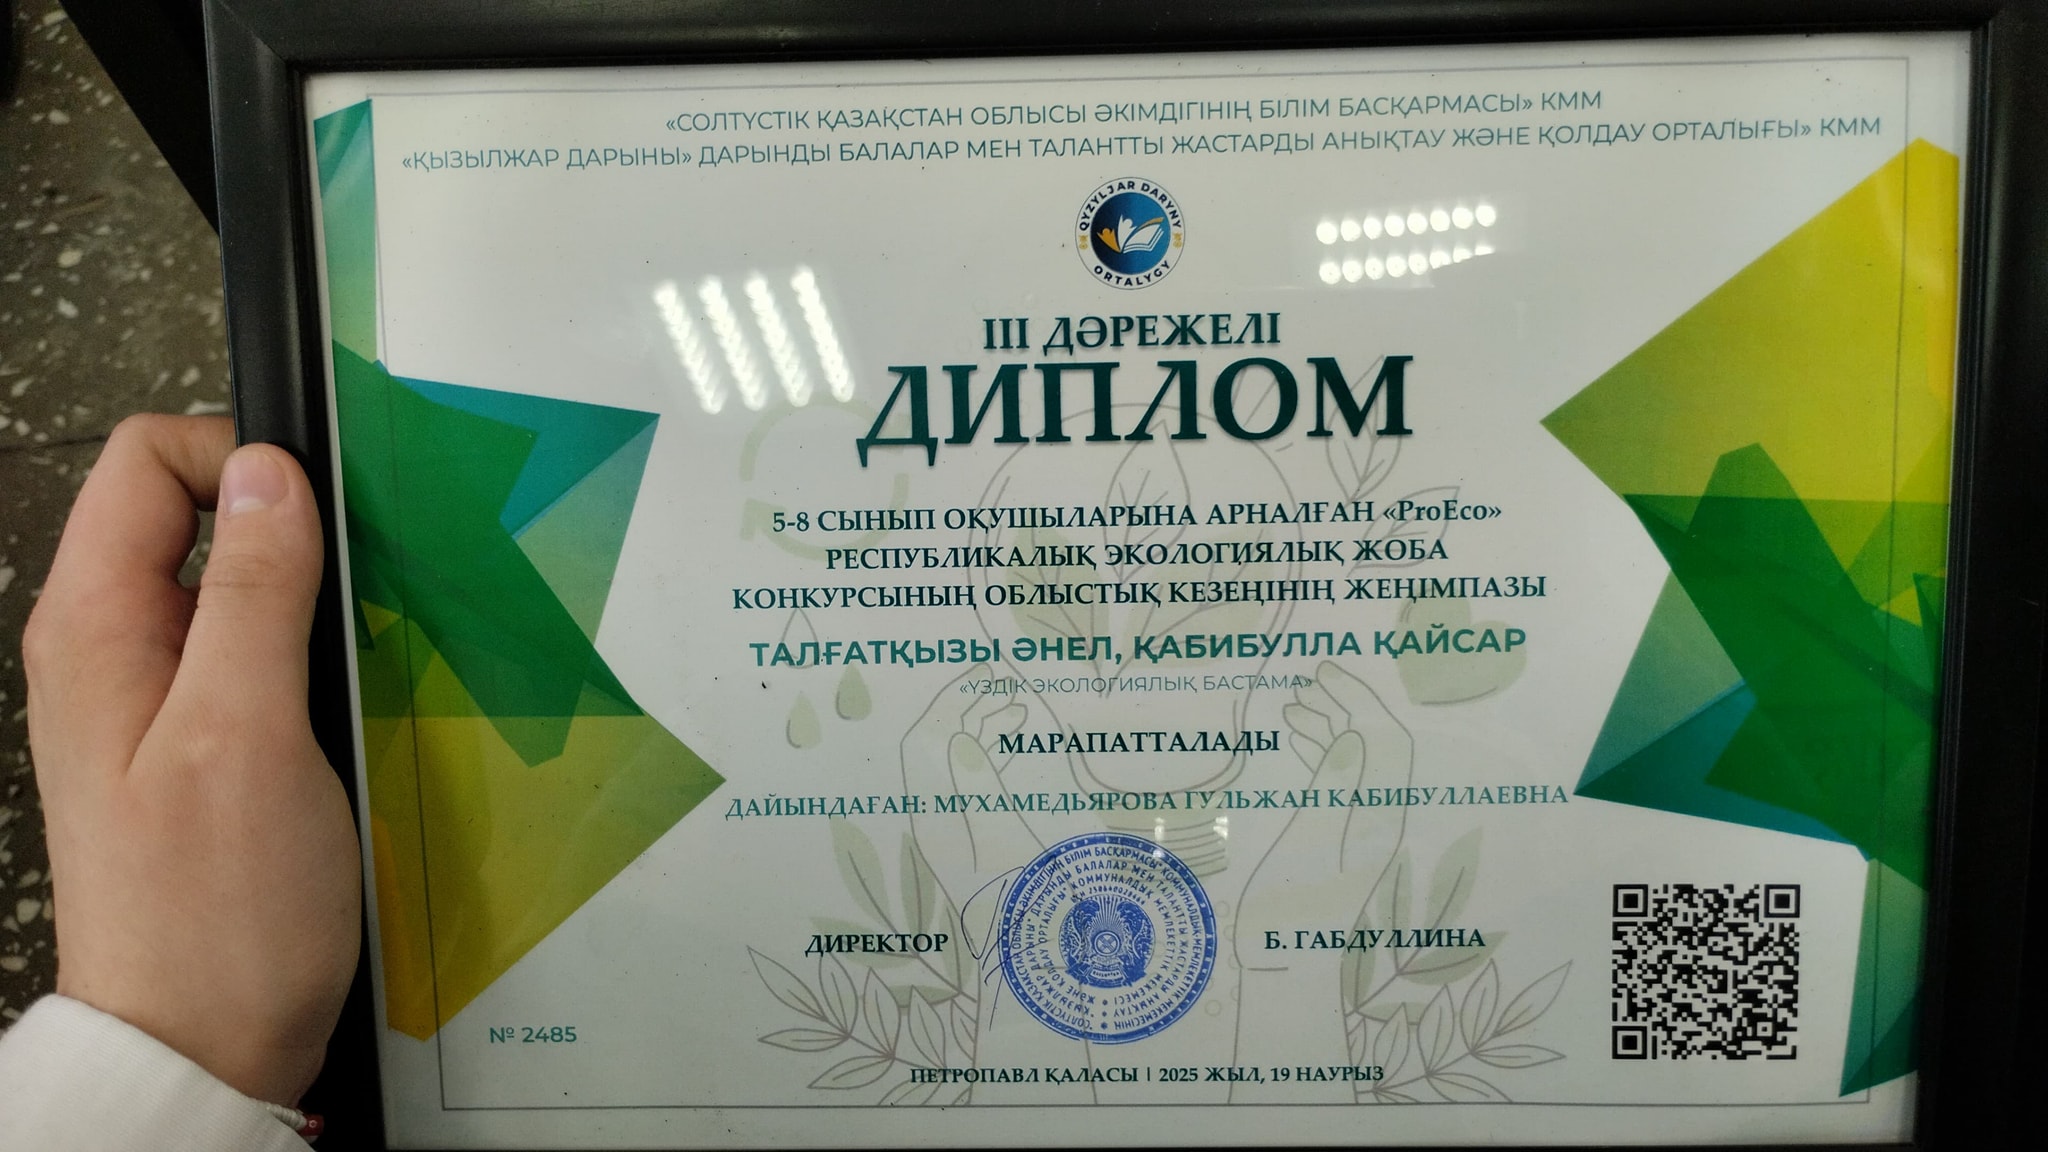 «СОЛТҮСТІК ҚАЗАҚСТАН ОБЛЫСЫ ӘКІМДІГІНІҢ БІЛІМ БАСҚАРМАСЫ» КММ
«ҚЫЗЫЛЖАР ДАРЫНЫ» ДАРЫНДЫ БАЛАЛАР МЕН ТАЛАНТТЫ ЖАСТАРДЫ АНЫҚТАУ ЖӘНЕ ҚОЛДАУ ОРТАЛЫҒЫ» КММ
QYZYLJAR DARYNY
ORTALYGY
III ДӘРЕЖЕЛІ
ДИПЛОМ
5-8 СЫНЫП ОҚУШЫЛАРЫНА АРНАЛҒАН «ProEco»
РЕСПУБЛИКАЛЫҚ ЭКОЛОГИЯЛЫҚ ЖОБА
КОНКУРСЫНЫҢ ОБЛЫСТЫҚ КЕЗЕҢІНІҢ ЖЕҢІМПАЗЫ
ТАЛҒАТҚЫЗЫ ӘНЕЛ, ҚАБИБУЛЛА ҚАЙСАР
«ҮЗДІК ЭКОЛОГИЯЛЫҚ БАСТАМА»
МАРАПАТТАЛАДЫ
ДАЙЫНДАҒАН: МУХАМЕДЬЯРОВА ГУЛЬЖАН КАБИБУЛЛАЕВНА
ДИРЕКТОР
Б. ГАБДУЛЛИНА
№ 2485
ПЕТРОПАВЛ ҚАЛАСЫ | 2025 ЖЫЛ, 19 НАУРЫЗ